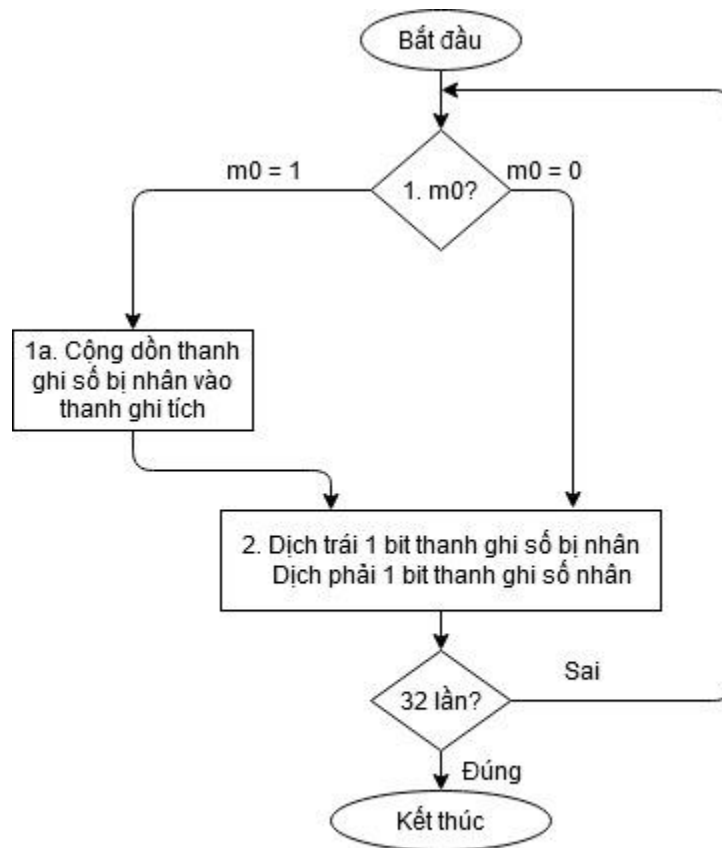 Bắt đầu
m0 = 1
1. m0?
m0 = 0
1a. Cộng dồn thanh
ghi số bị nhân vào
thanh ghi tích
2. Dịch trái 1 bit thanh ghi số bị nhân
Dịch phải 1 bit thanh ghi số nhân
32 lần?
Sai
Đúng
Kết thúc